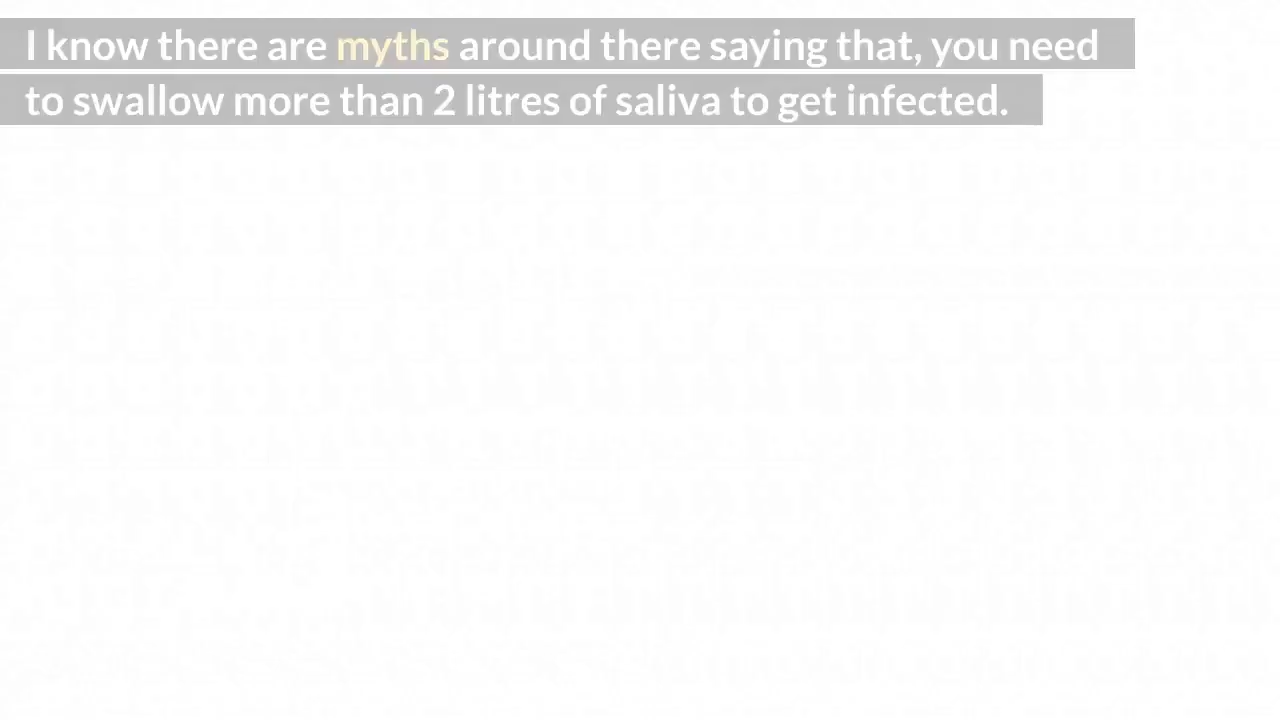 I know there are myths around there saying that, you need
to swallow more than 2 litres of saliva to get infected.